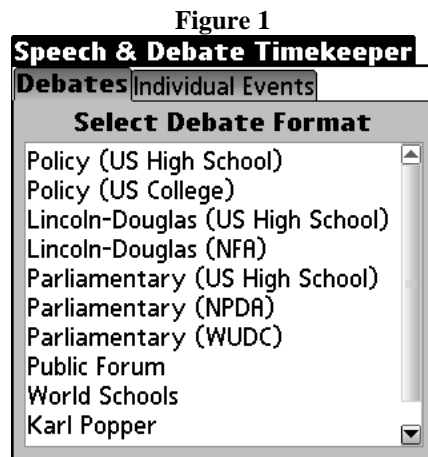 Figure 1
Speech & Debate Timekeeper
Debates Individual Events
Select Debate Format
Policy (US High School)
Policy (US College)
Lincoln-Douglas (US High School)
Lincoln-Douglas (NFA)
Parliamentary (US High School)
Parliamentary (NPDA)
Parliamentary (WUDC)
Public Forum
World Schools
Karl Popper